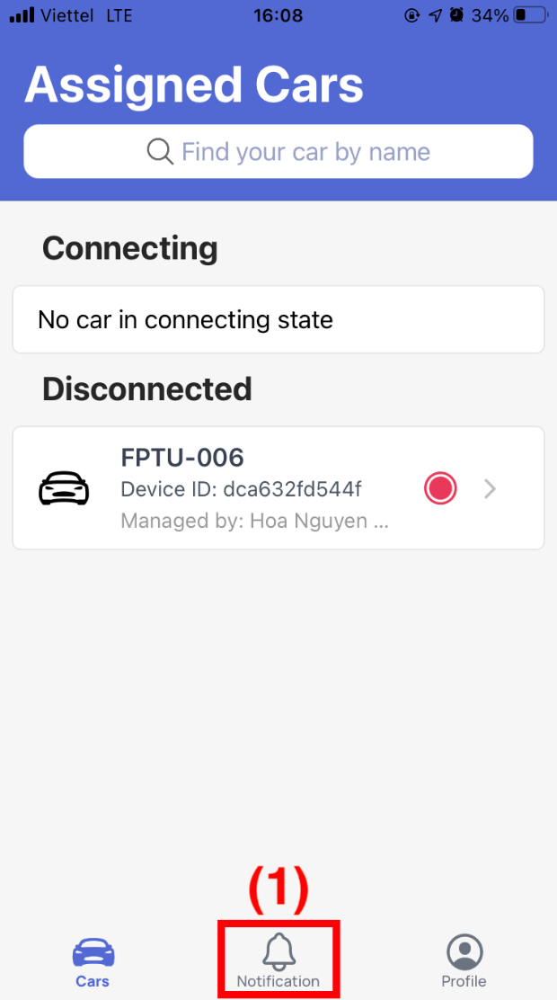 Viettel LTE 16:08 34%
Assigned Cars
Find your car by name
Connecting
No car in connecting state
Disconnected
FPTU-006
Device ID: dca632fd544f
Managed by: Hoa Nguyen ...
(1)
Cars Notification Profile